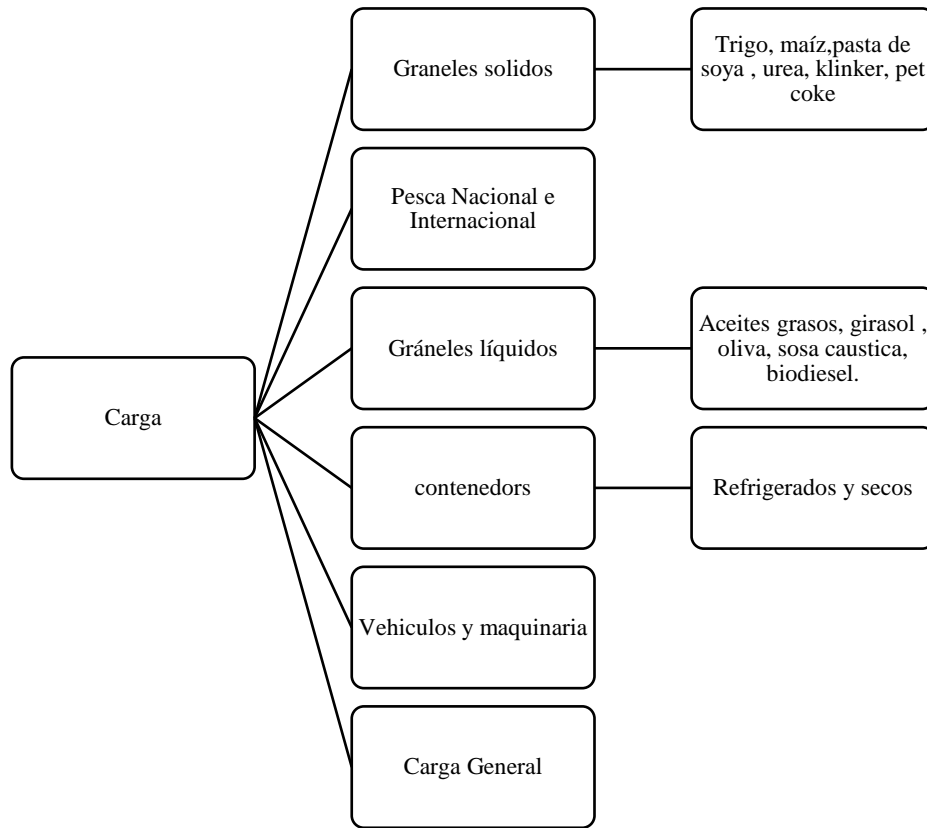 Graneles solidos
Trigo, maíz,pasta de
soya , urea, klinker, pet
coke
Pesca Nacional e
Internacional
Gráneles líquidos
Aceites grasos, girasol ,
oliva, sosa caustica,
biodiesel.
Carga
contenedors
Refrigerados y secos
Vehiculos y maquinaria
Carga General